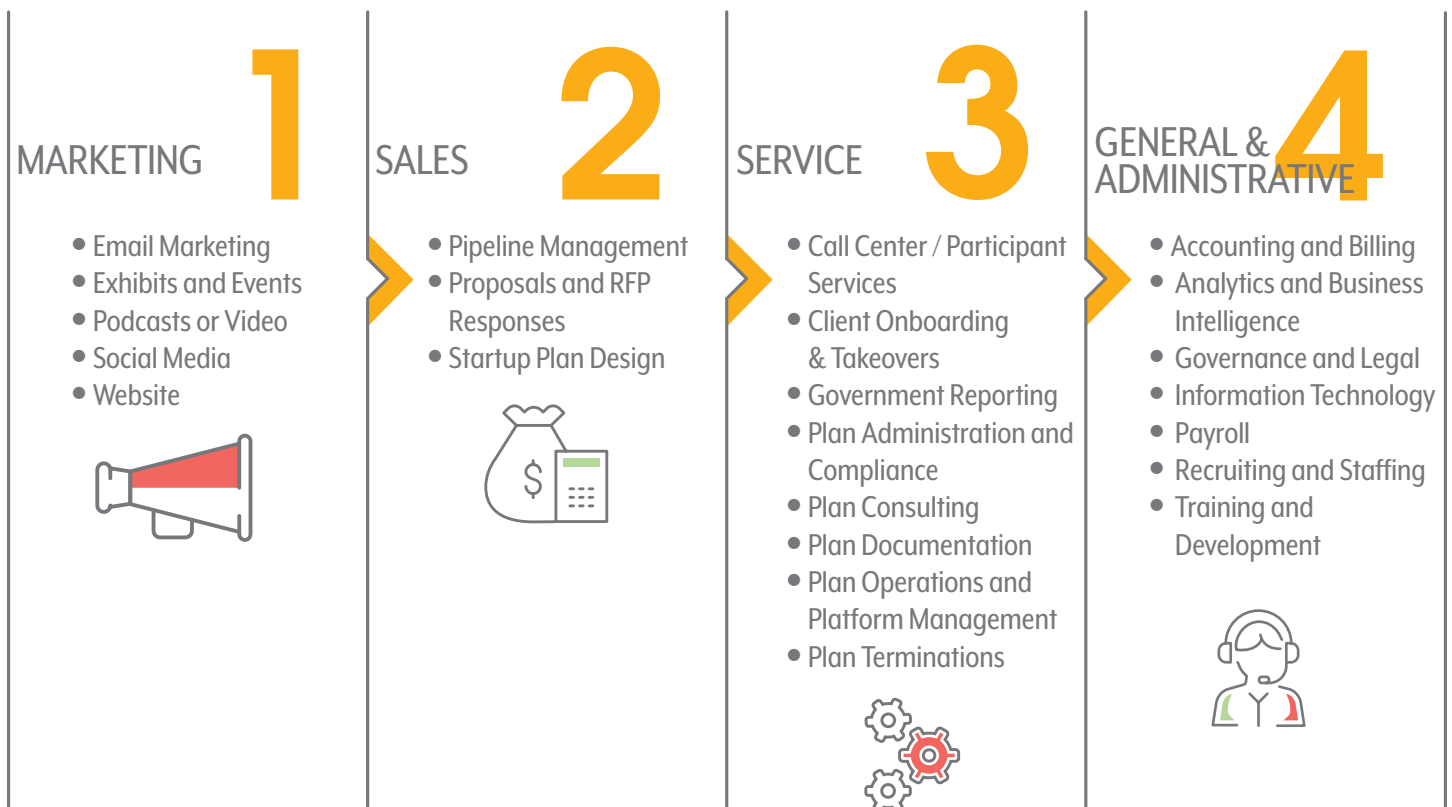 1
MARKETING
• Email Marketing
• Exhibits and Events
• Podcasts or Video
• Social Media
• Website
2
SALES
• Pipeline Management
• Proposals and RFP
Responses
• Startup Plan Design
$
3
SERVICE
• Call Center / Participant
Services
• Client Onboarding
& Takeovers
• Government Reporting
• Plan Administration and
Compliance
• Plan Consulting
• Plan Documentation
• Plan Operations and
Platform Management
• Plan Terminations
4
GENERAL &
ADMINISTRATIVE
• Accounting and Billing
• Analytics and Business
Intelligence
• Governance and Legal
• Information Technology
• Payroll
• Recruiting and Staffing
• Training and
Development